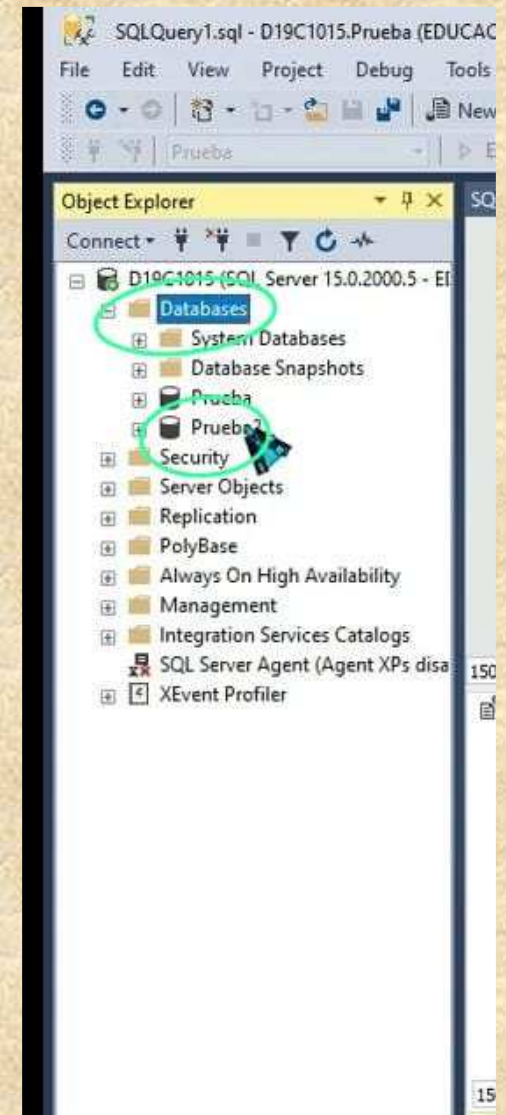 SQLQuery1.sql - D19C1015.Prueba (EDUCAC
File Edit View Project Debug Tools
New
Prueba
Object Explorer
SQ
Connect
D19C1015 (SQL Server 15.0.2000.5 - ED
Databases
System Databases
Database Snapshots
Prueba
Prueba2
Security
Server Objects
Replication
PolyBase
Always On High Availability
Management
Integration Services Catalogs
SQL Server Agent (Agent XPs disa
150
XEvent Profiler
15